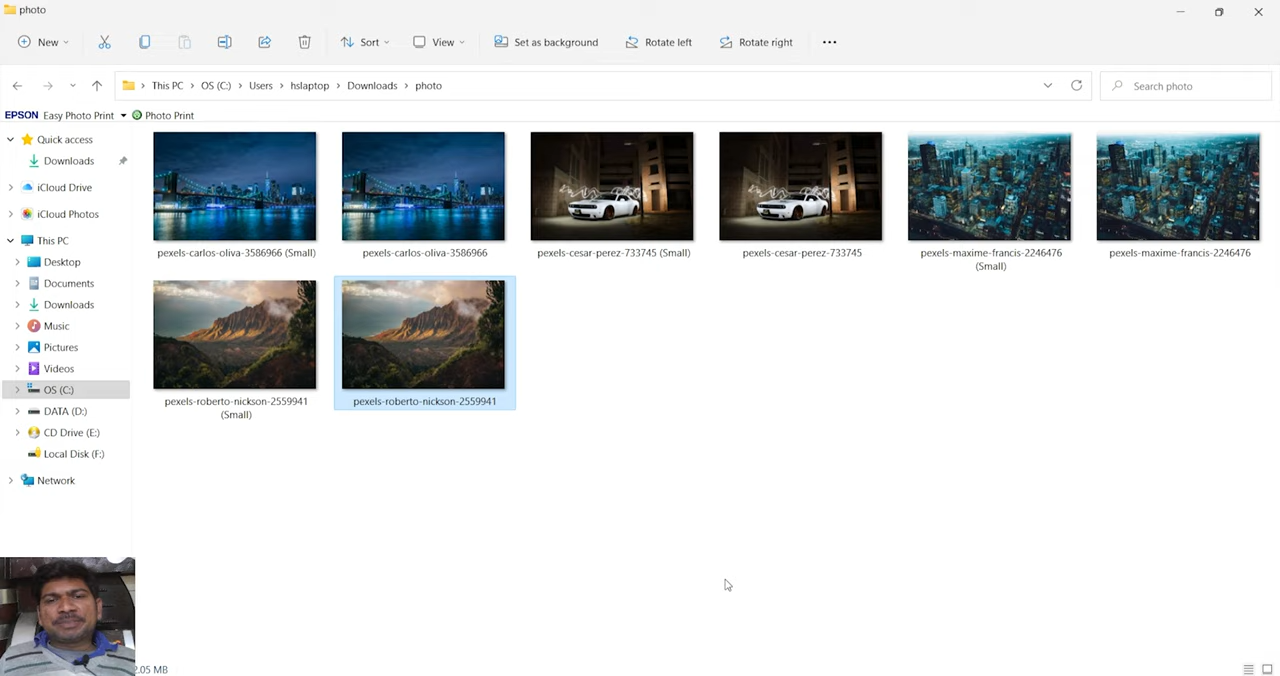 photo
New
Sort
View
Set as background
Rotate left
Rotate right
This PC
OS (C:)
Users
hslaptop
Downloads
photo
Search photo
EPSON Easy Photo Print
Photo Print
Quick access
Downloads
iCloud Drive
iCloud Photos
This PC
Desktop
Documents
Downloads
Music
Pictures
Videos
OS (C:)
DATA (D:)
CD Drive (E:)
Local Disk (F:)
Network
pexels-carlos-oliva-3586966 (Small)
pexels-carlos-oliva-3586966
pexels-cesar-perez-733745 (Small)
pexels-cesar-perez-733745
pexels-maxime-francis-2246476
(Small)
pexels-maxime-francis-2246476
pexels-roberto-nickson-2559941
(Small)
pexels-roberto-nickson-2559941
2.05 MB